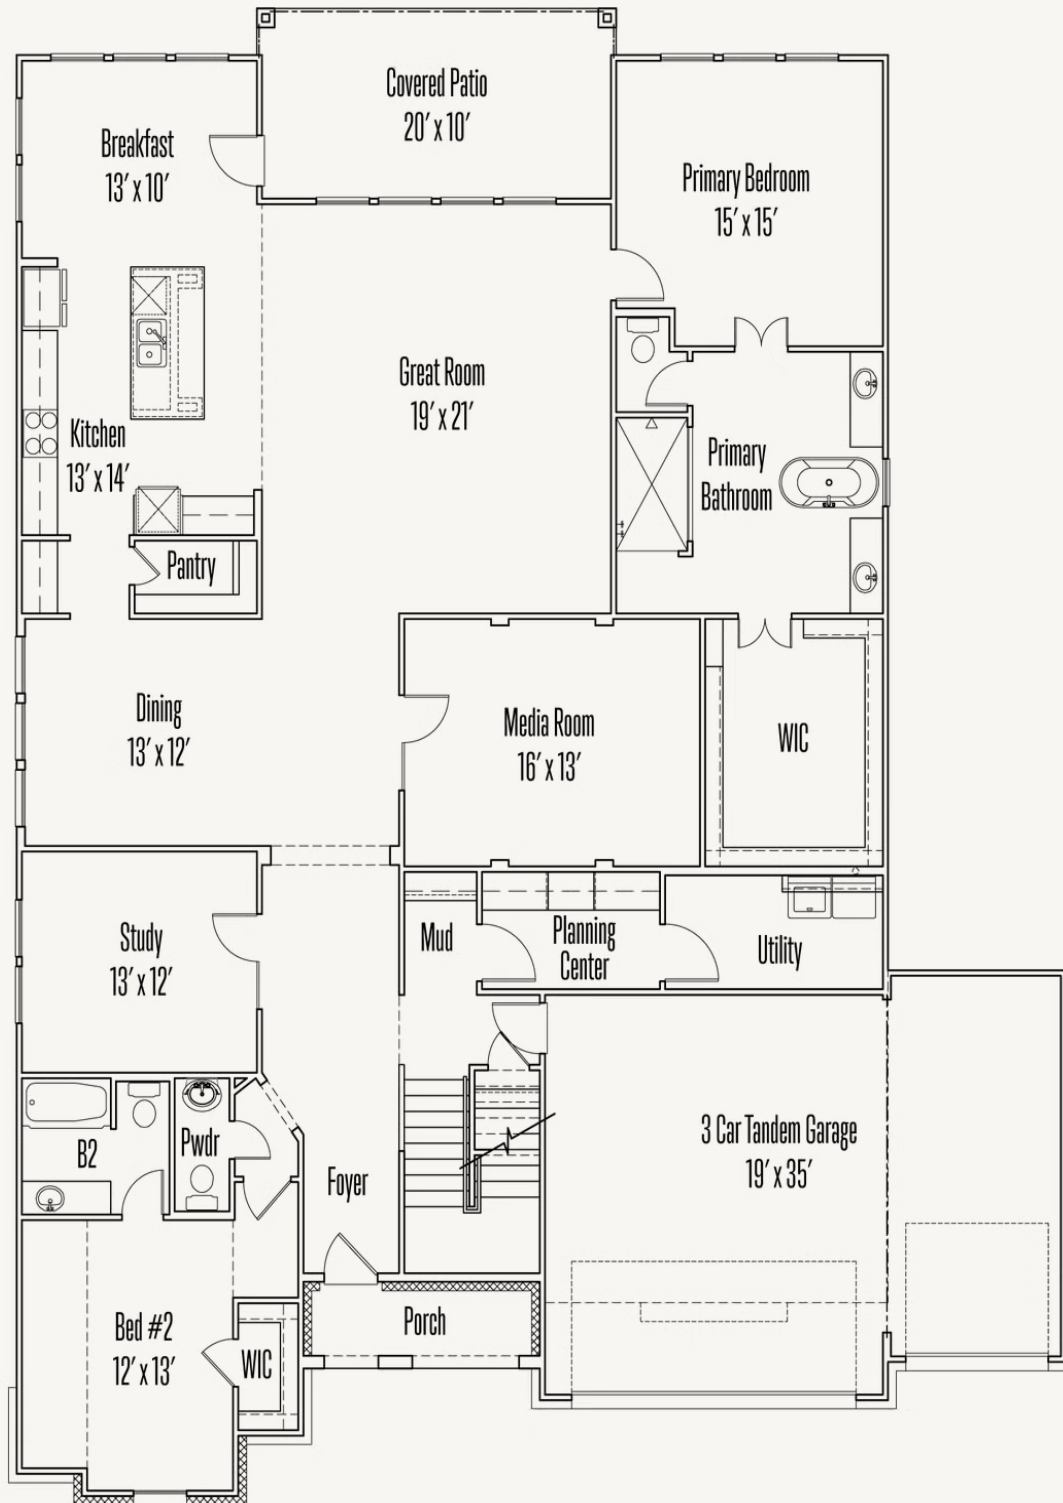 Covered Patio
20' x 10'
Breakfast
13' x 10'
Primary Bedroom
15' x 15'
Great Room
19' x 21'
Kitchen
13' x 14'
Primary
Bathroom
Pantry
Dining
13' x 12'
Media Room
16' x 13'
WIC
Study
13' x 12'
Mud
Planning
Center
Utility
B2
Pwdr
Foyer
3 Car Tandem Garage
19' x 35'
Porch
Bed #2
12' x 13'
WIC